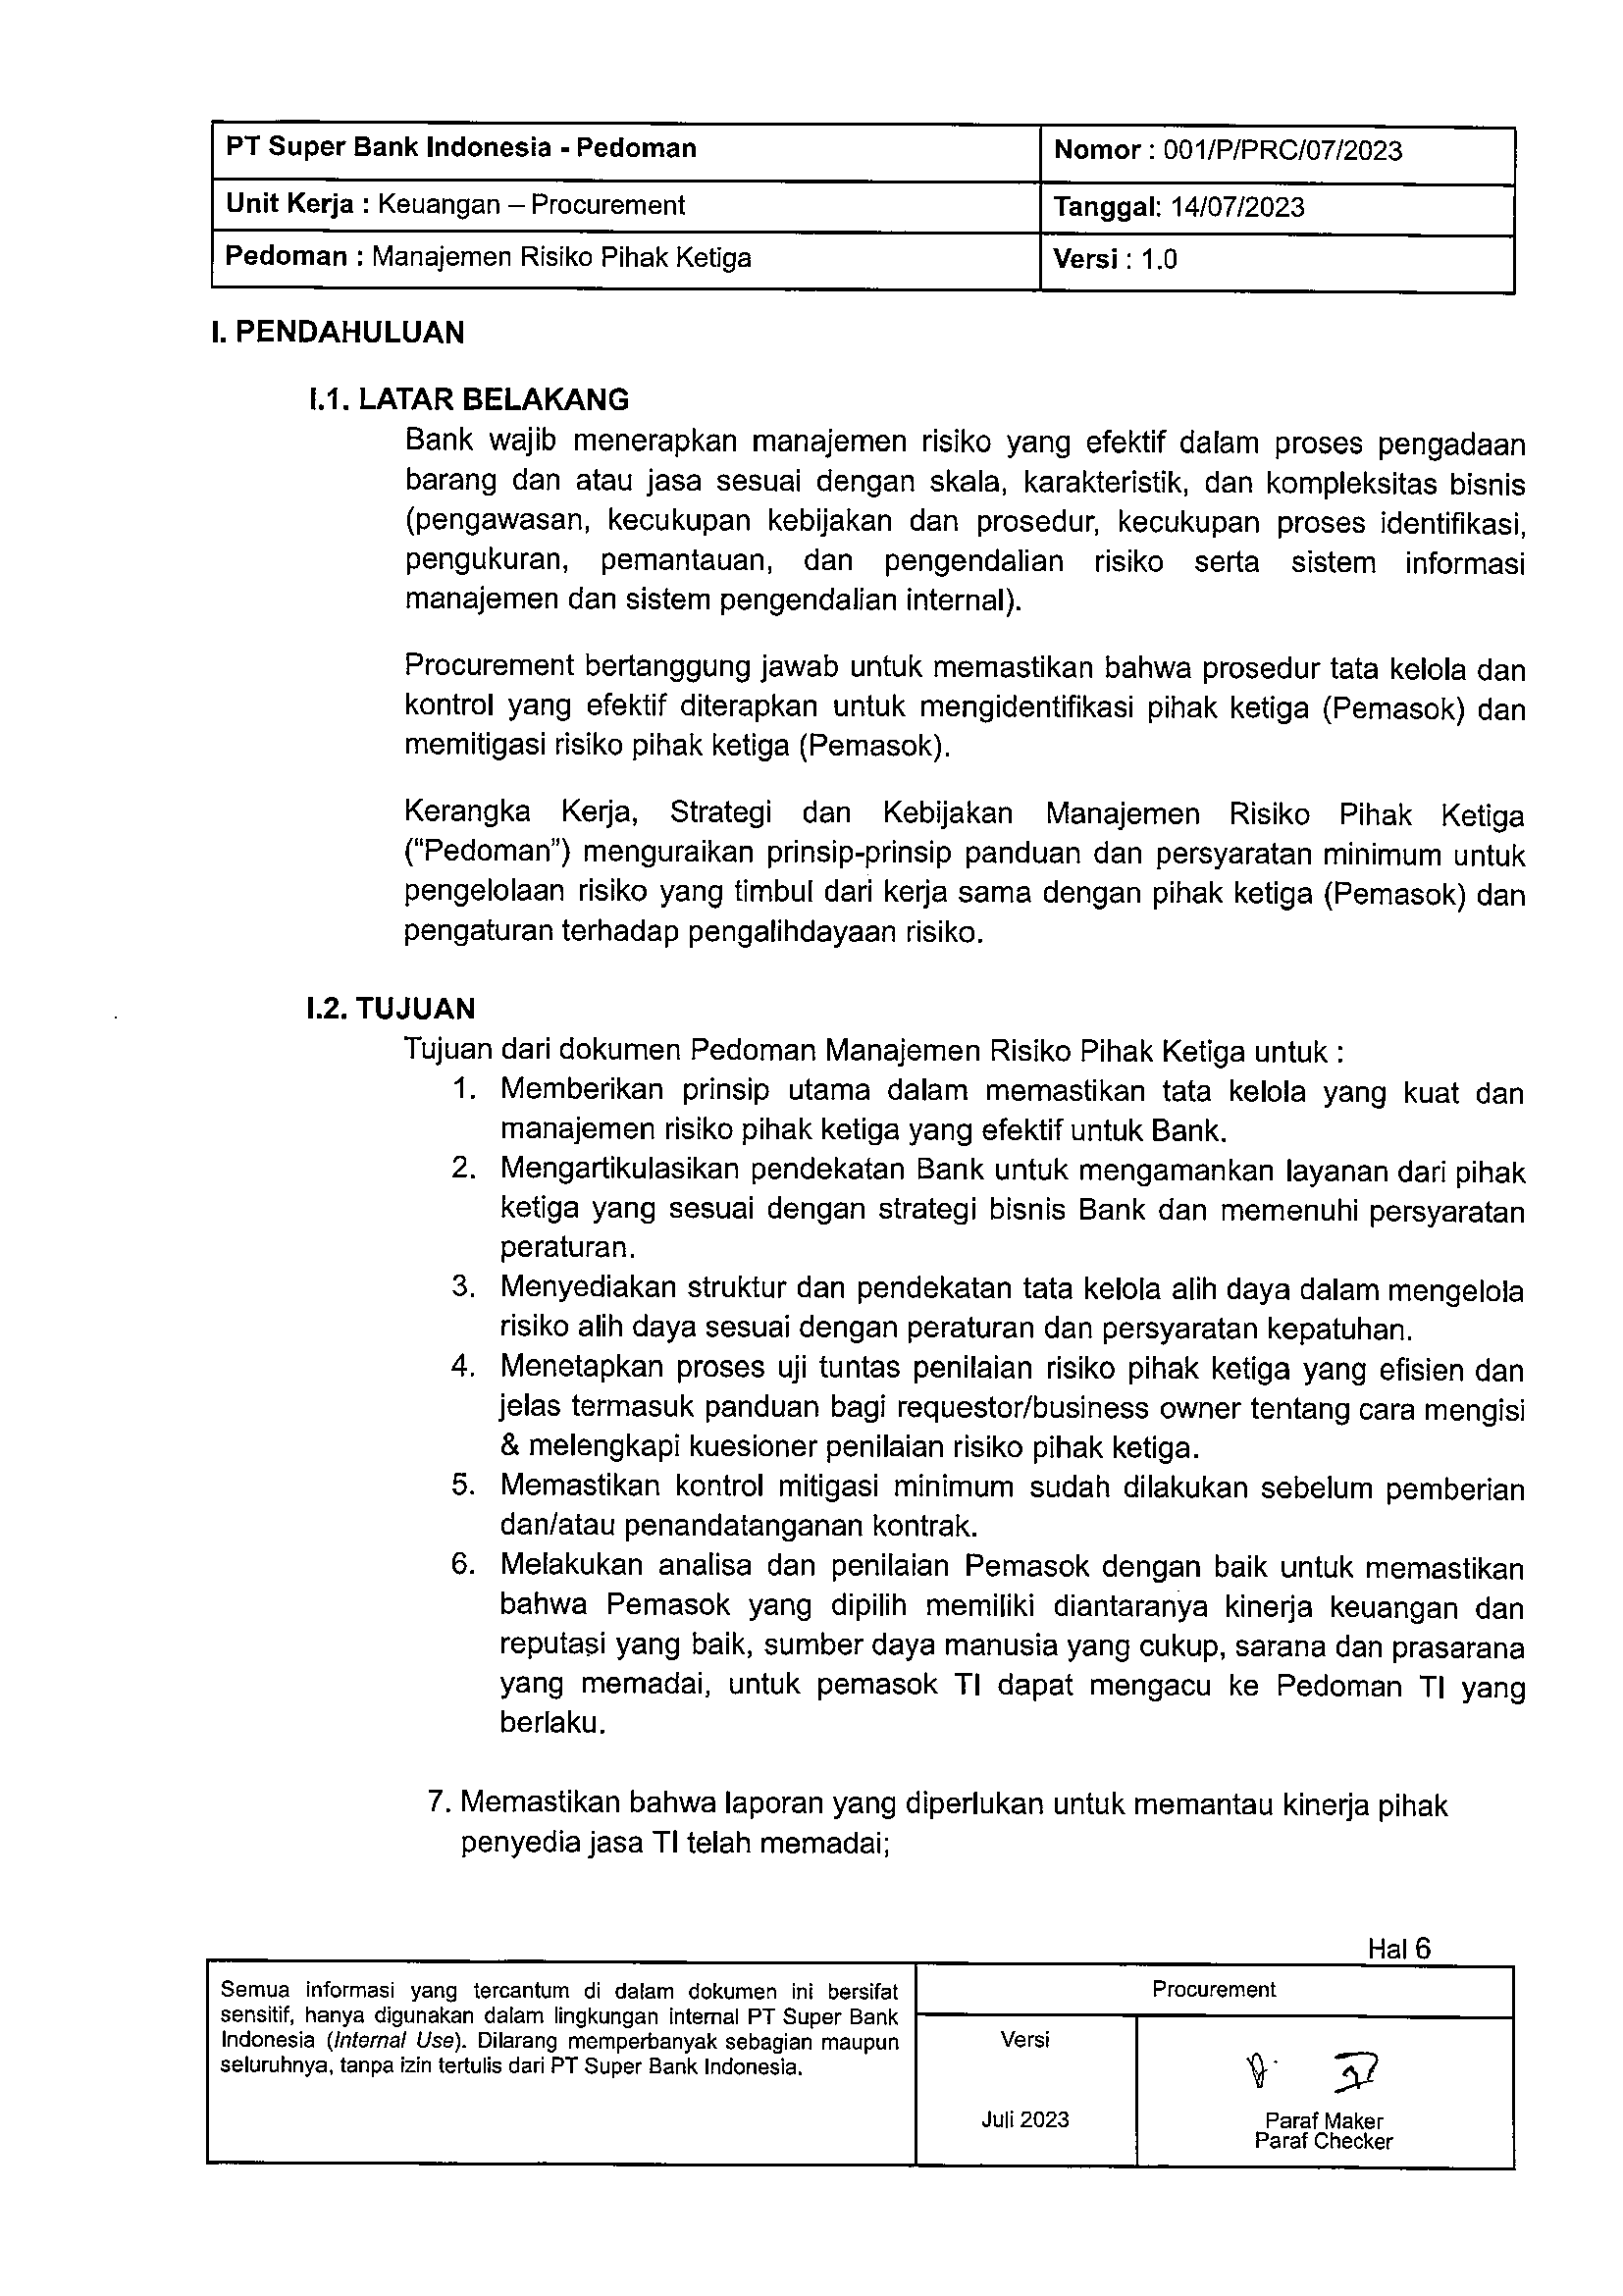 PT Super Bank Indonesia - Pedoman
Nomor : 001/P/PRC/07/2023
Unit Kerja : Keuangan – Procurement
Tanggal: 14/07/2023
Pedoman : Manajemen Risiko Pihak Ketiga
Versi : 1.0
I. PENDAHULUAN
I.1. LATAR BELAKANG
Bank wajib menerapkan manajemen risiko yang efektif dalam proses pengadaan
barang dan atau jasa sesuai dengan skala, karakteristik, dan kompleksitas bisnis
(pengawasan, kecukupan kebijakan dan prosedur, kecukupan proses identifikasi,
pengukuran, pemantauan, dan pengendalian risiko serta sistem informasi
manajemen dan sistem pengendalian internal).
Procurement bertanggung jawab untuk memastikan bahwa prosedur tata kelola dan
kontrol yang efektif diterapkan untuk mengidentifikasi pihak ketiga (Pemasok) dan
memitigasi risiko pihak ketiga (Pemasok).
Kerangka Kerja, Strategi dan Kebijakan Manajemen Risiko Pihak Ketiga
(“Pedoman”) menguraikan prinsip-prinsip panduan dan persyaratan minimum untuk
pengelolaan risiko yang timbul dari kerja sama dengan pihak ketiga (Pemasok) dan
pengaturan terhadap pengalihdayaan risiko.
I.2. TUJUAN
Tujuan dari dokumen Pedoman Manajemen Risiko Pihak Ketiga untuk :
1. Memberikan prinsip utama dalam memastikan tata kelola yang kuat dan
manajemen risiko pihak ketiga yang efektif untuk Bank.
2. Mengartikulasikan pendekatan Bank untuk mengamankan layanan dari pihak
ketiga yang sesuai dengan strategi bisnis Bank dan memenuhi persyaratan
peraturan.
3. Menyediakan struktur dan pendekatan tata kelola alih daya dalam mengelola
risiko alih daya sesuai dengan peraturan dan persyaratan kepatuhan.
4. Menetapkan proses uji tuntas penilaian risiko pihak ketiga yang efisien dan
jelas termasuk panduan bagi requestor/business owner tentang cara mengisi
& melengkapi kuesioner penilaian risiko pihak ketiga.
5. Memastikan kontrol mitigasi minimum sudah dilakukan sebelum pemberian
dan/atau penandatanganan kontrak.
6. Melakukan analisa dan penilaian Pemasok dengan baik untuk memastikan
bahwa Pemasok yang dipilih memiliki diantaranya kinerja keuangan dan
reputasi yang baik, sumber daya manusia yang cukup, sarana dan prasarana
yang memadai, untuk pemasok TI dapat mengacu ke Pedoman TI yang
berlaku.
7. Memastikan bahwa laporan yang diperlukan untuk memantau kinerja pihak
penyedia jasa TI telah memadai;
Hal 6
Semua informasi yang tercantum di dalam dokumen ini bersifat
sensitif, hanya digunakan dalam lingkungan internal PT Super Bank
Indonesia (Internal Use). Dilarang memperbanyak sebagian maupun
seluruhnya, tanpa izin tertulis dari PT Super Bank Indonesia.
Procurement
Versi
Juli 2023
Paraf Maker
Paraf Checker